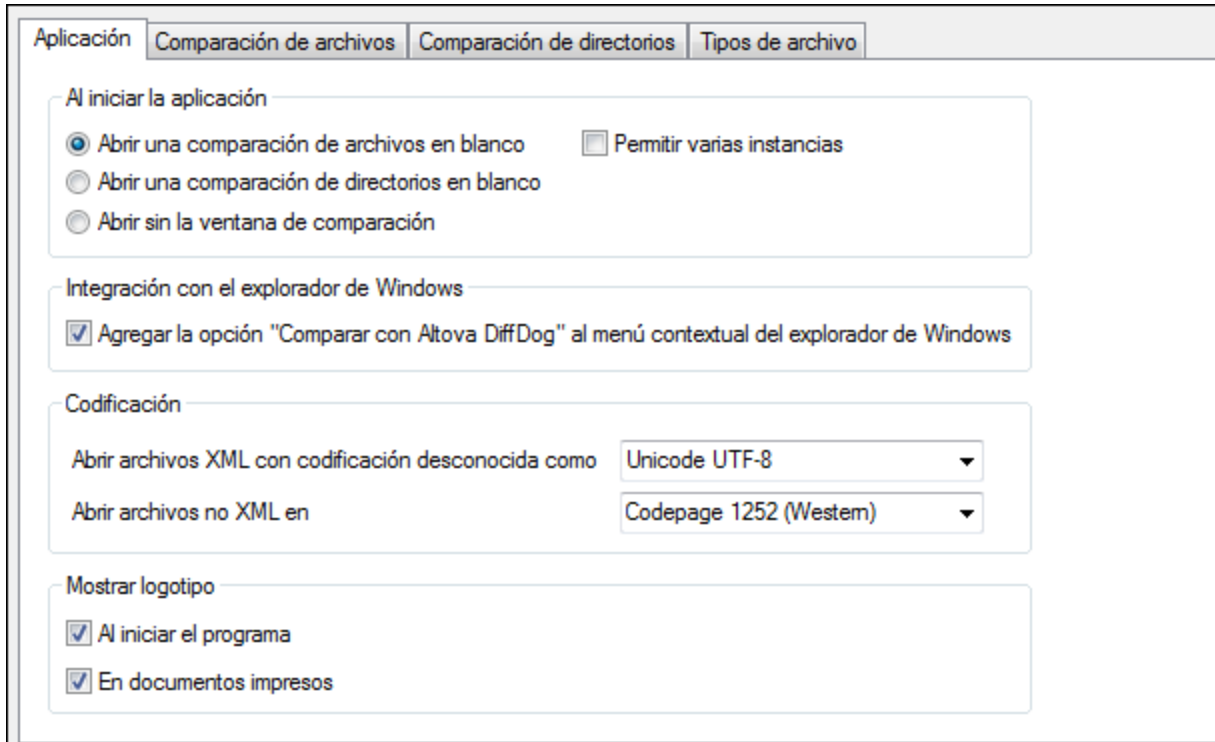 Aplicación Comparación de archivos Comparación de directorios Tipos de archivo
Al iniciar la aplicación
Abrir una comparación de archivos en blanco Permitir varias instancias
Abrir una comparación de directorios en blanco
Abrir sin la ventana de comparación
Integración con el explorador de Windows
Agregar la opción "Comparar con Altova DiffDog" al menú contextual del explorador de Windows
Codificación
Abrir archivos XML con codificación desconocida como Unicode UTF-8
Abrir archivos no XML en Codepage 1252 (Western)
Mostrar logotipo
Al iniciar el programa
En documentos impresos